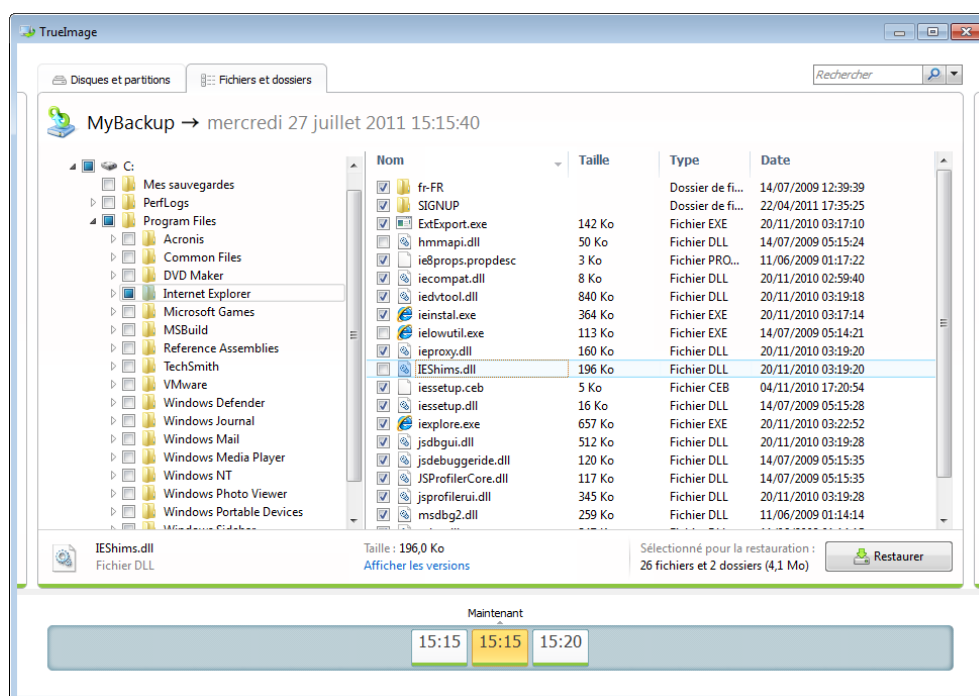 TrueImage
Disques et partitions
Fichiers et dossiers
Rechercher
MyBackup → mercredi 27 juillet 2011 15:15:40
C:
Mes sauvegardes
PerfLogs
Program Files
Acronis
Common Files
DVD Maker
Internet Explorer
Microsoft Games
MSBuild
Reference Assemblies
TechSmith
VMware
Windows Defender
Windows Journal
Windows Mail
Windows Media Player
Windows NT
Windows Photo Viewer
Windows Portable Devices
Windows Sidebar
Nom Taille Type Date
fr-FR Dossier de fi... 14/07/2009 12:39:39
SIGNUP Dossier de fi... 22/04/2011 17:35:25
ExtExport.exe 142 Ko Fichier EXE 20/11/2010 03:17:10
hmmapi.dll 50 Ko Fichier DLL 14/07/2009 05:15:24
ie8props.propdesc 3 Ko Fichier PRO... 11/06/2009 01:17:22
iecompat.dll 8 Ko Fichier DLL 20/11/2010 02:59:40
iedvtool.dll 840 Ko Fichier DLL 20/11/2010 03:19:18
ieinstal.exe 364 Ko Fichier EXE 20/11/2010 03:17:14
ielowutil.exe 113 Ko Fichier EXE 14/07/2009 05:14:21
ieproxy.dll 160 Ko Fichier DLL 20/11/2010 03:19:20
IEShims.dll 196 Ko Fichier DLL 20/11/2010 03:19:20
iessetup.ceb 5 Ko Fichier CEB 04/11/2010 17:20:54
iessetup.dll 16 Ko Fichier DLL 14/07/2009 05:15:28
iexplore.exe 657 Ko Fichier EXE 20/11/2010 03:22:52
jsdbgui.dll 512 Ko Fichier DLL 20/11/2010 03:19:28
jsdebuggeride.dll 120 Ko Fichier DLL 14/07/2009 05:15:35
JSProfilerCore.dll 117 Ko Fichier DLL 14/07/2009 05:15:35
jsprofilerui.dll 345 Ko Fichier DLL 20/11/2010 03:19:28
msdbg2.dll 259 Ko Fichier DLL 11/06/2009 01:14:14
IEShims.dll
Fichier DLL
Taille : 196,0 Ko
Afficher les versions
Sélectionné pour la restauration :
26 fichiers et 2 dossiers (4,1 Mo)
Restaurer
Maintenant
15:15 15:15 15:20